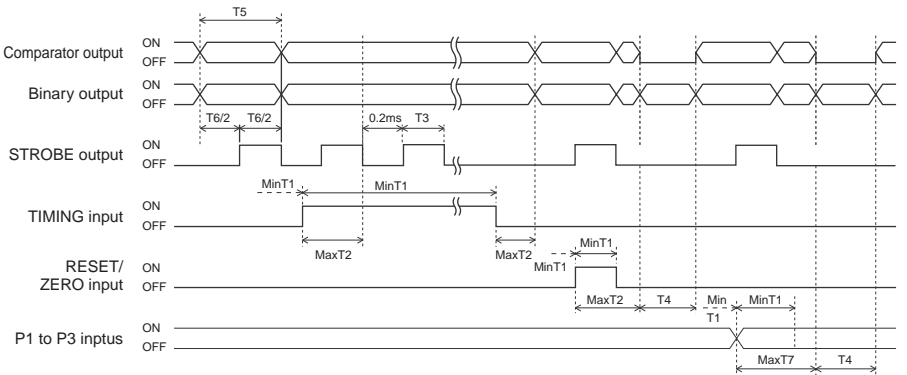 T5
Comparator output ON
OFF
Binary output ON
OFF
T6/2 T6/2 0.2ms T3
STROBE output ON
OFF
MinT1 MinT1
TIMING input ON
OFF
MaxT2 MaxT2
MinT1
RESET/
ZERO input ON
OFF
MinT1
MaxT2 T4 Min MinT1
T1
P1 to P3 inptus ON
OFF
MaxT7 T4